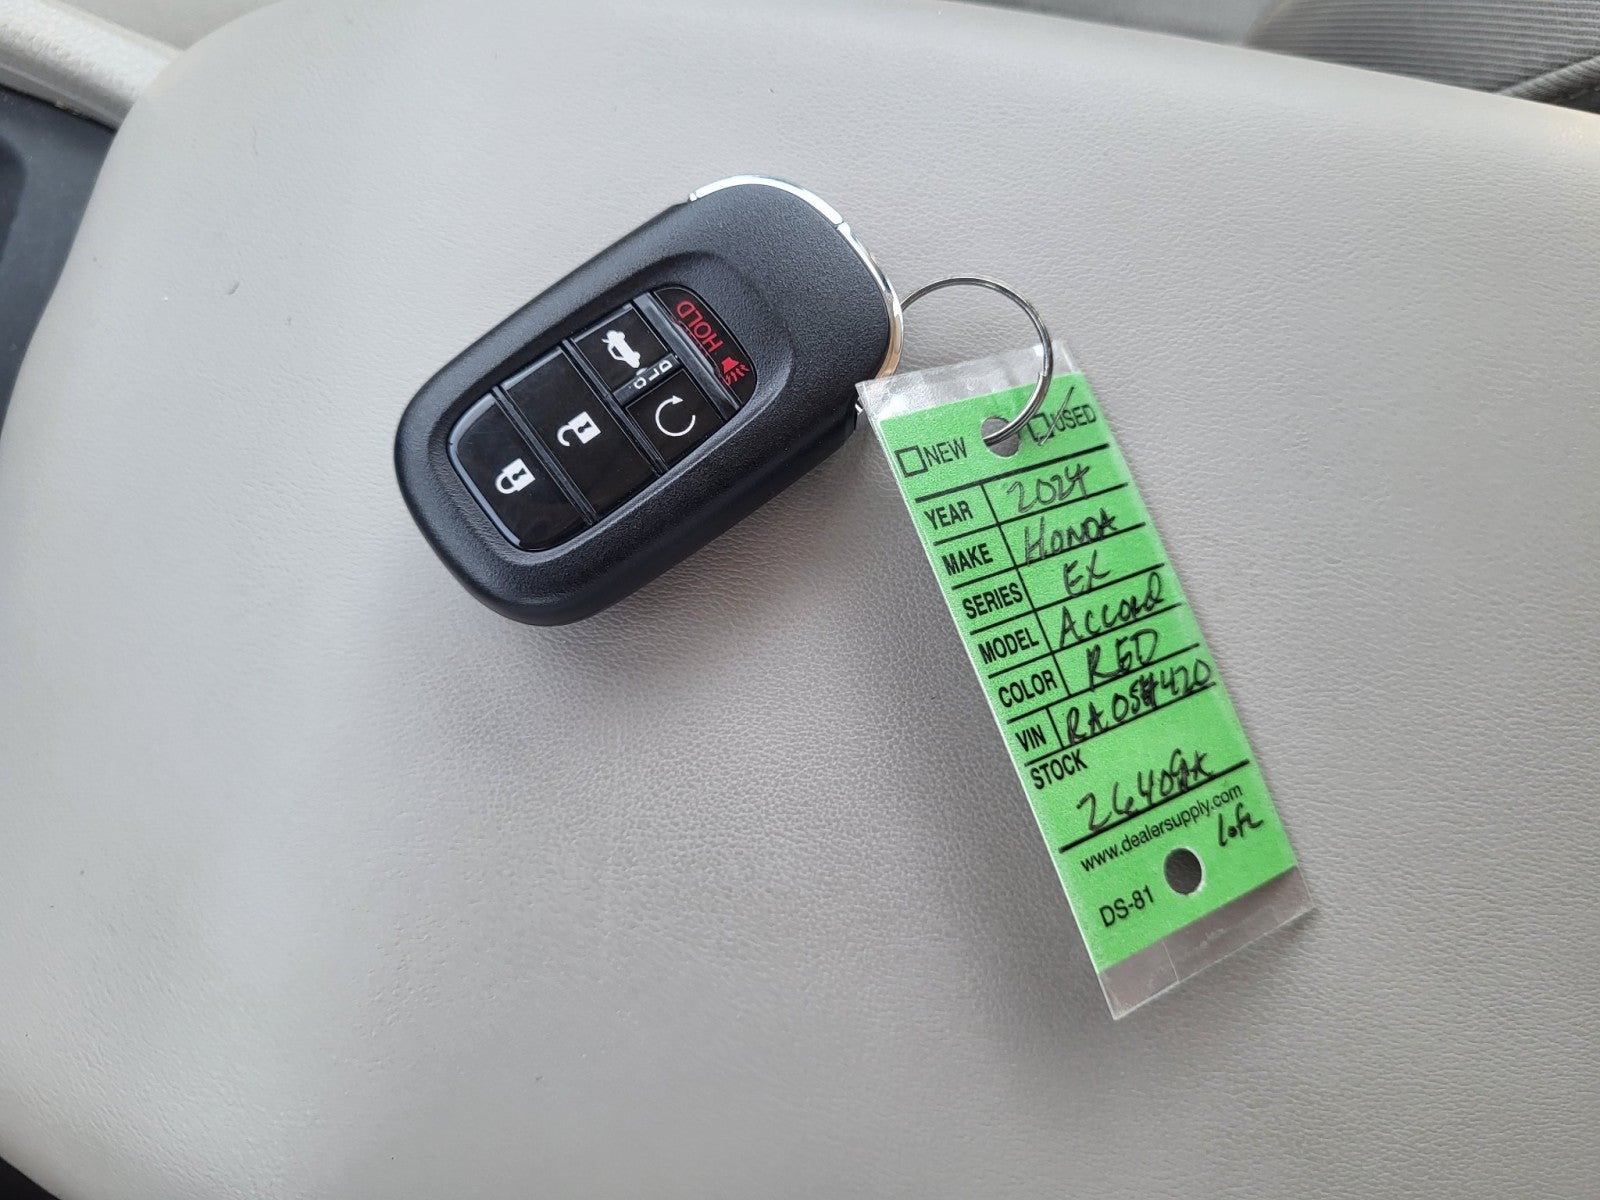 HOLD
HOLD
NEW USED
YEAR 2024
MAKE HONDA
SERIES EX
MODEL Accord
COLOR RED
VIN
STOCK
www.dealersupply.com
DS-81